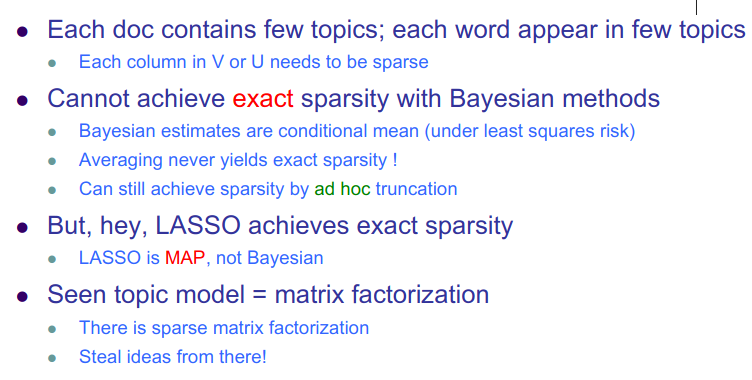 Each doc contains few topics; each word appear in few topics
Each column in V or U needs to be sparse
Cannot achieve exact sparsity with Bayesian methods
Bayesian estimates are conditional mean (under least squares risk)
Averaging never yields exact sparsity !
Can still achieve sparsity by ad hoc truncation
But, hey, LASSO achieves exact sparsity
LASSO is MAP, not Bayesian
Seen topic model = matrix factorization
There is sparse matrix factorization
Steal ideas from there!